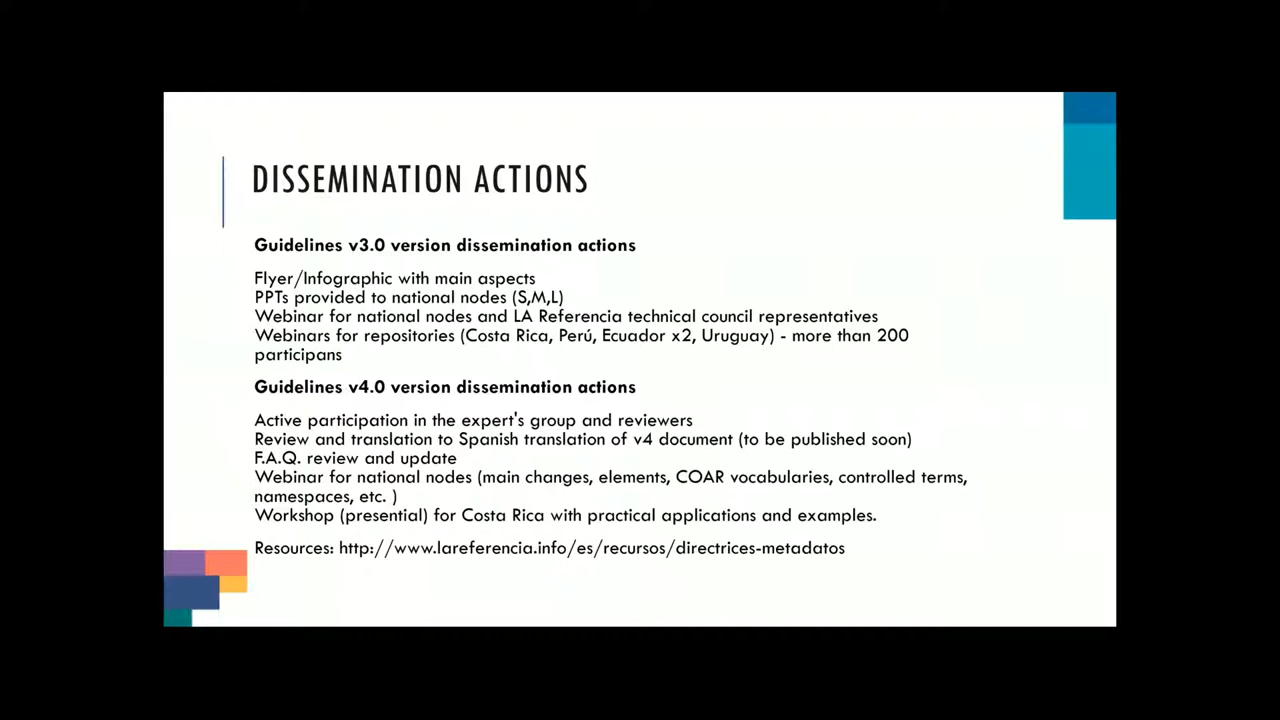 DISSEMINATION ACTIONS
Guidelines v3.0 version dissemination actions
Flyer/Infographic with main aspects
PPTs provided to national nodes (S,M,L)
Webinar for national nodes and LA Referencia technical council representatives
Webinars for repositories (Costa Rica, Perú, Ecuador x2, Uruguay) - more than 200
participans
Guidelines v4.0 version dissemination actions
Active participation in the expert's group and reviewers
Review and translation to Spanish translation of v4 document (to be published soon)
F.A.Q. review and update
Webinar for national nodes (main changes, elements, COAR vocabularies, controlled terms,
namespaces, etc. )
Workshop (presential) for Costa Rica with practical applications and examples.
Resources: http://www.lareferencia.info/es/recursos/directrices-metadatos